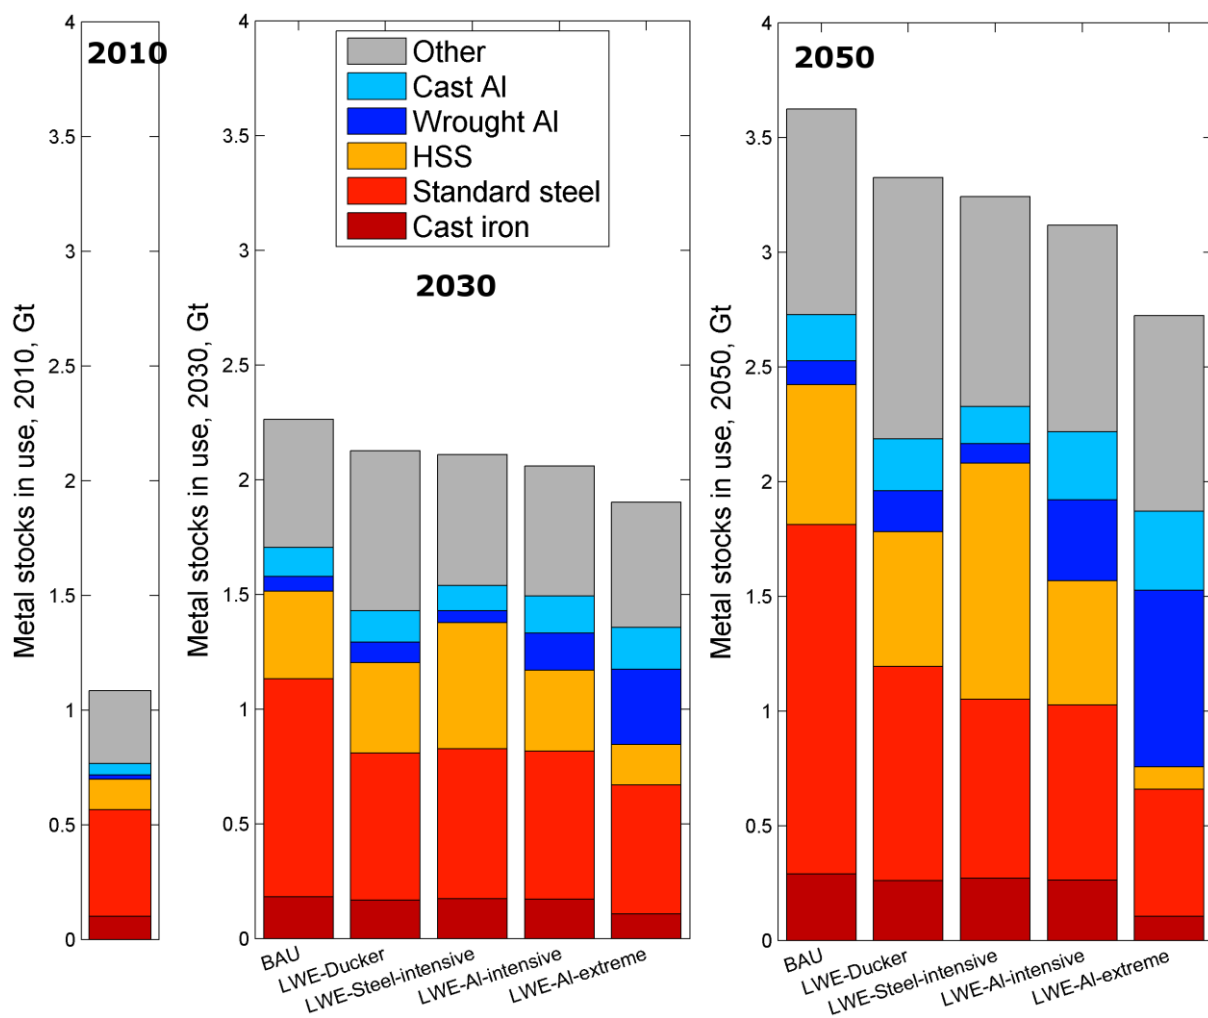 Metal stocks in use, 2010, Gt
4
3.5
3
2.5
2
1.5
1
0.5
0
2010
Metal stocks in use, 2030, Gt
4
3.5
3
2.5
2
1.5
1
0.5
0
Other
Cast Al
Wrought Al
HSS
Standard steel
Cast iron
2030
BAU
LWE-Ducker
LWE-Steel-intensive
LWE-Al-intensive
LWE-Al-extreme
Metal stocks in use, 2050, Gt
4
3.5
3
2.5
2
1.5
1
0.5
0
2050
BAU
LWE-Ducker
LWE-Steel-intensive
LWE-Al-intensive
LWE-Al-extreme